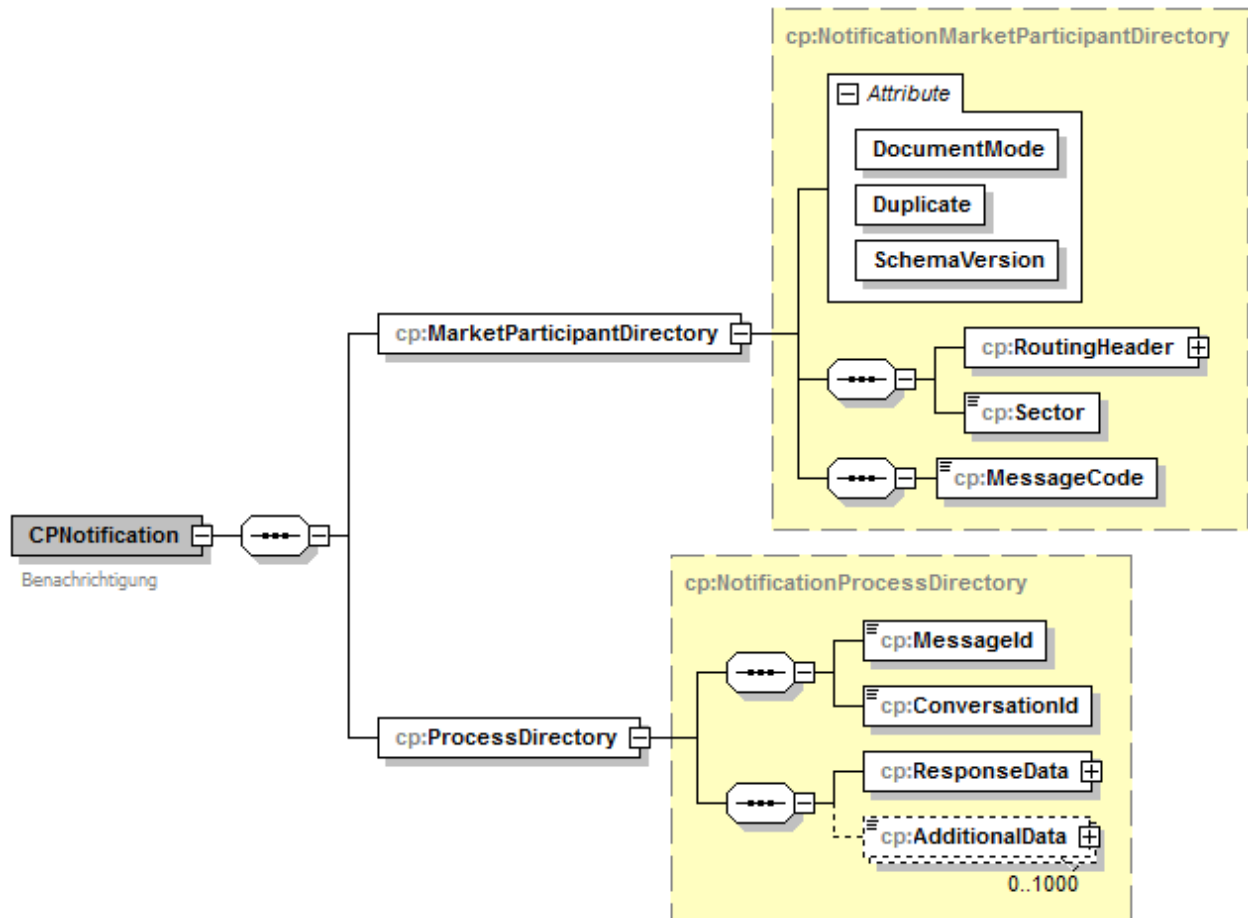 cp:NotificationMarketParticipantDirectory
Attribute
DocumentMode
Duplicate
SchemaVersion
cp:MarketParticipantDirectory
cp:RoutingHeader
cp:Sector
cp:MessageCode
CPNotification
Benachrichtigung
cp:NotificationProcessDirectory
cp:MessageId
cp:ConversationId
cp:ProcessDirectory
cp:ResponseData
cp:AdditionalData
0..1000